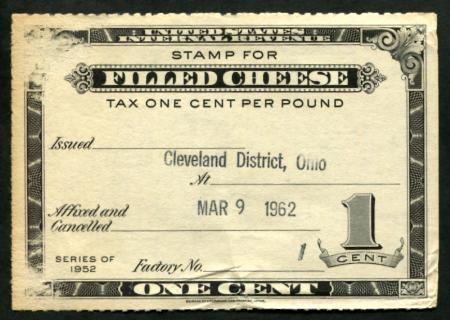 UNITED STATES
INTERNAL REVENUE
STAMP FOR
FILLED CHEESE
TAX ONE CENT PER POUND
Issued
Cleveland District, Ohio
At
Affixed and
Cancelled
MAR 9 1962
1
CENT
SERIES OF
1952
Factory No.
1
ONE CENT